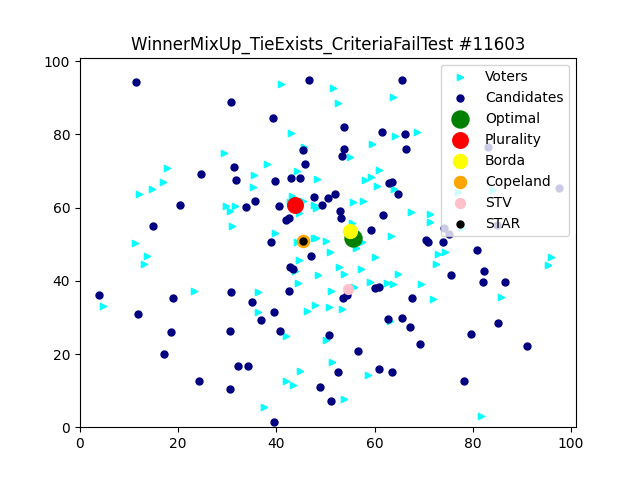 WinnerMixUp_TieExists_CriteriaFailTest #11603
100
80
60
40
20
0
0 20 40 60 80 100
Voters
Candidates
Optimal
Plurality
Borda
Copeland
STV
STAR